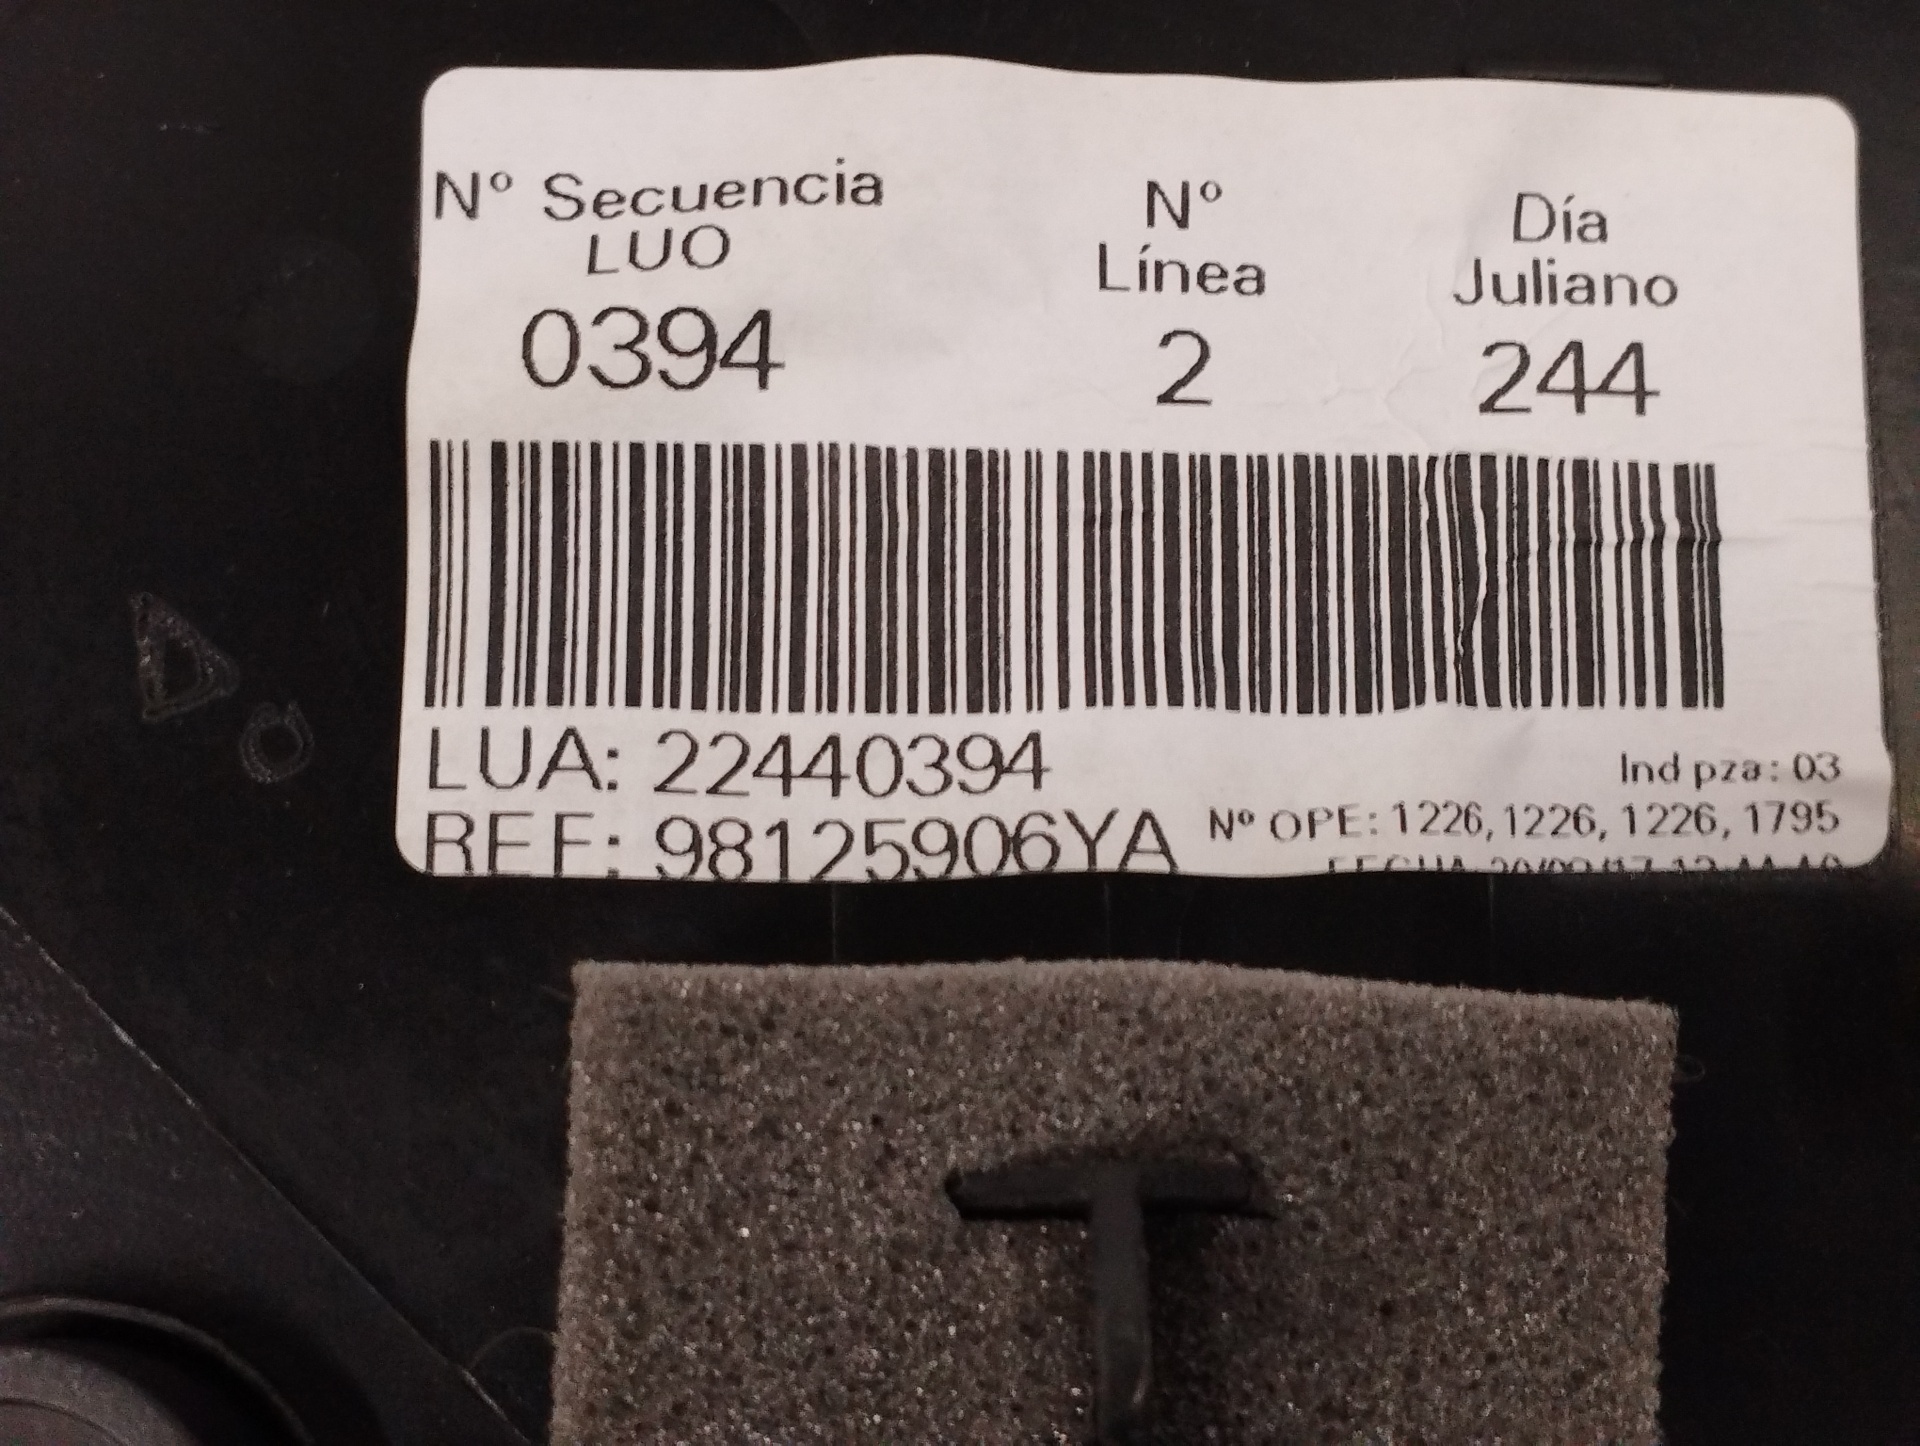 Nº Secuencia
LUO
0394
Nº
Línea
2
Día
Juliano
244
LUA: 22440394
Ind pza: 03
REF: 98125906YA
Nº OPE: 1226, 1226, 1226, 1795
FECHA